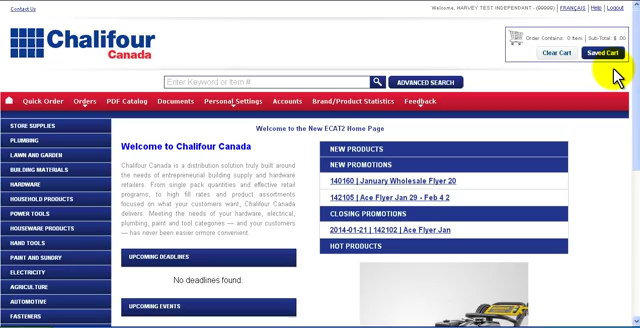 Contact Us
Welcome, HARVEY TEST INDEPENDANT - (99999) | FRANÇAIS | Help | Logout
Chalifour
Canada
Order Contains: 0 Item | Sub-Total: $ .00
Clear Cart
Saved Cart
Enter Keyword or Item #
ADVANCED SEARCH
Quick Order
Orders
PDF Catalog
Documents
Personal Settings
Accounts
Brand/Product Statistics
Feedback
STORE SUPPLIES
PLUMBING
LAWN AND GARDEN
BUILDING MATERIALS
HARDWARE
HOUSEHOLD PRODUCTS
POWER TOOLS
HOUSEWARE PRODUCTS
HAND TOOLS
PAINT AND SUNDRY
ELECTRICITY
AGRICULTURE
AUTOMOTIVE
FASTENERS
Welcome to the New ECAT2 Home Page
Welcome to Chalifour Canada
Chalifour Canada is a distribution solution truly built around
the needs of entrepreneurial building supply and hardware
retailers. From single pack quantities and effective retail
programs, to high fill rates and product assortments
focused on what your customers want, Chalifour Canada
delivers. Meeting the needs of your hardware, electrical,
plumbing, paint and tool categories — and your customers
— has never been easier ormore convenient.
UPCOMING DEADLINES
No deadlines found.
UPCOMING EVENTS
NEW PRODUCTS
NEW PROMOTIONS
140160 | January Wholesale Flyer 20
142105 | Ace Flyer Jan 29 - Feb 4 2
CLOSING PROMOTIONS
2014-01-21 | 142102 | Ace Flyer Jan
HOT PRODUCTS